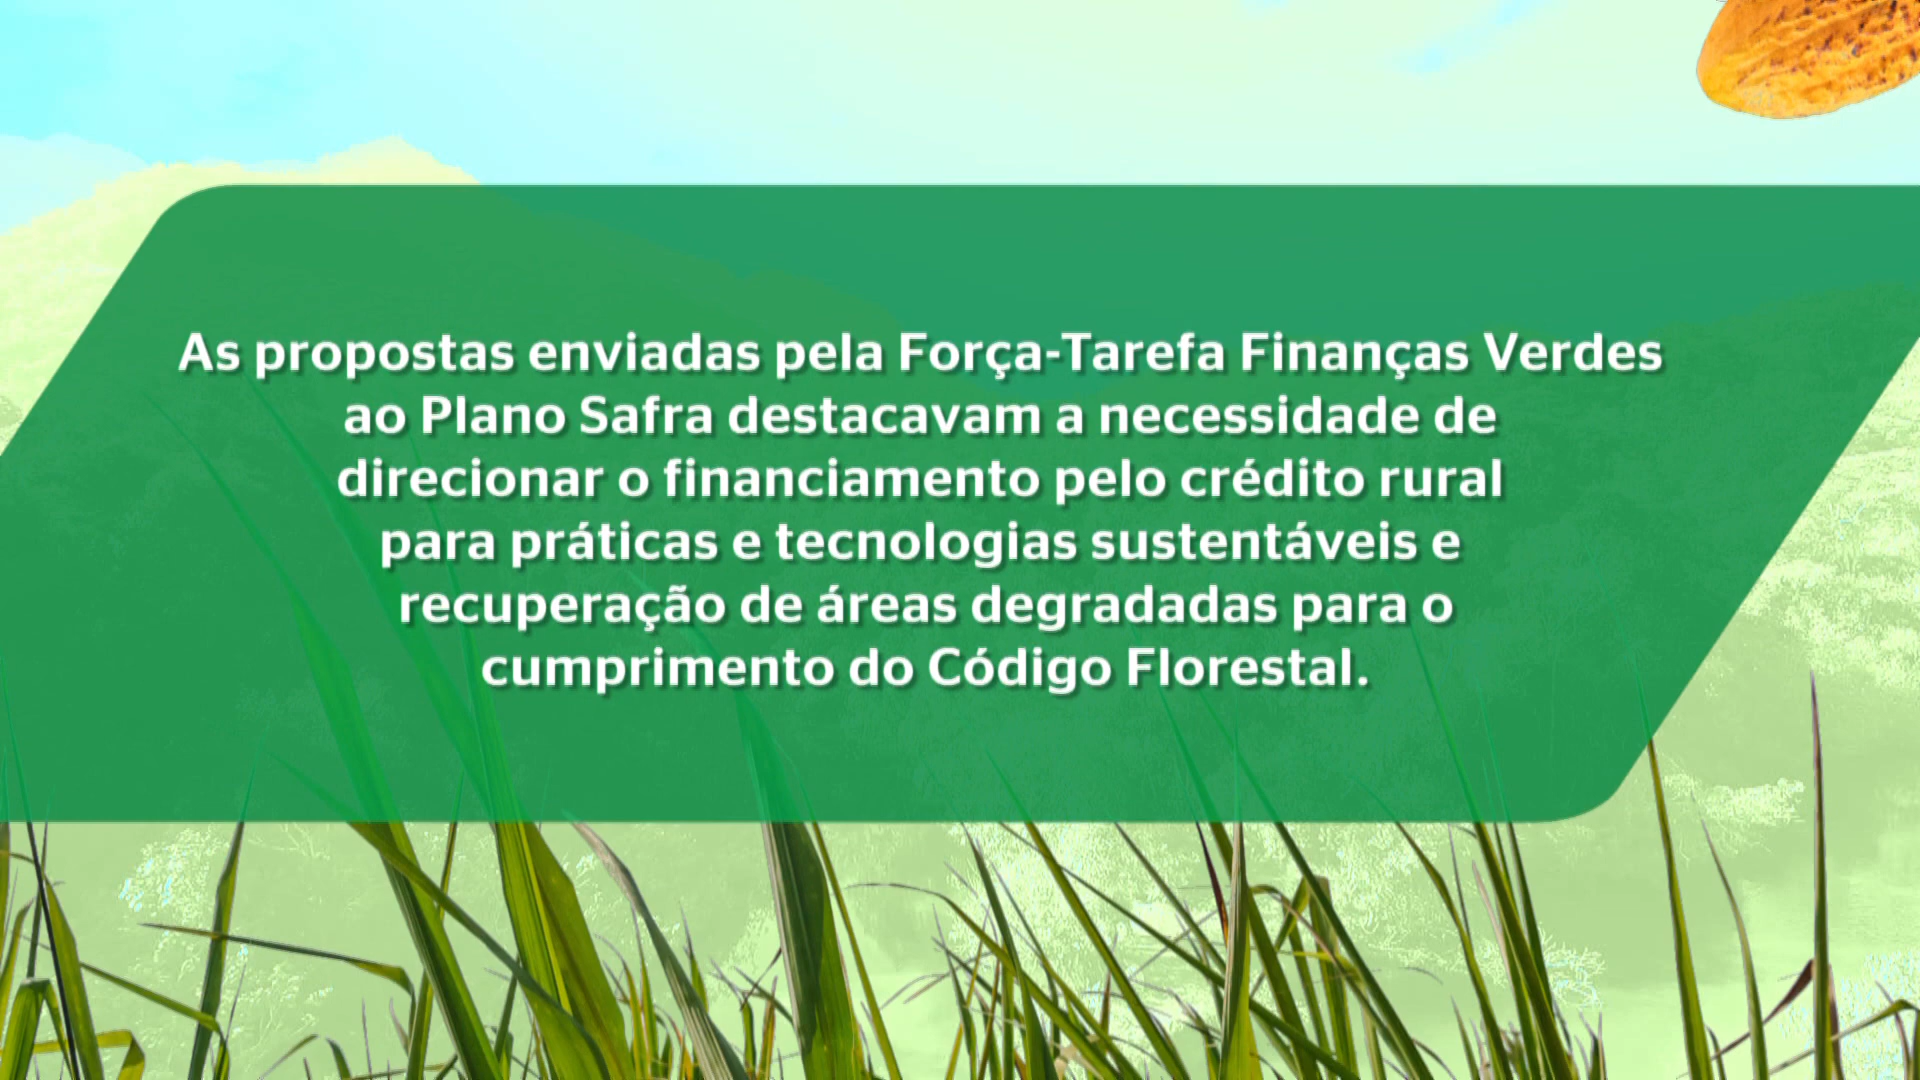 As propostas enviadas pela Força-Tarefa Finanças Verdes
ao Plano Safra destacavam a necessidade de
direcionar o financiamento pelo crédito rural
para práticas e tecnologias sustentáveis e
recuperação de áreas degradadas para o
cumprimento do Código Florestal.